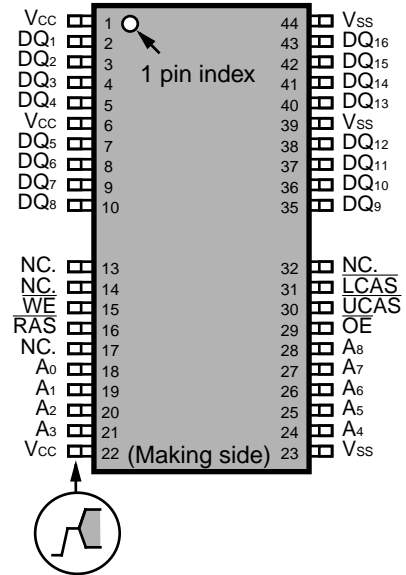 VCC 1 44 VSS
DQ1 2 43 DQ16
DQ2 3 42 DQ15
1 pin index
DQ3 4 41 DQ14
DQ4 5 40 DQ13
VCC 6 39 VSS
DQ5 7 38 DQ12
DQ6 8 37 DQ11
DQ7 9 36 DQ10
DQ8 10 35 DQ9
NC. 13 32 NC.
NC. 14 31 LCAS
WE 15 30 UCAS
RAS 16 29 OE
NC. 17 28 A8
A0 18 27 A7
A1 19 26 A6
A2 20 25 A5
A3 21 24 A4
VCC 22 (Making side) 23 VSS